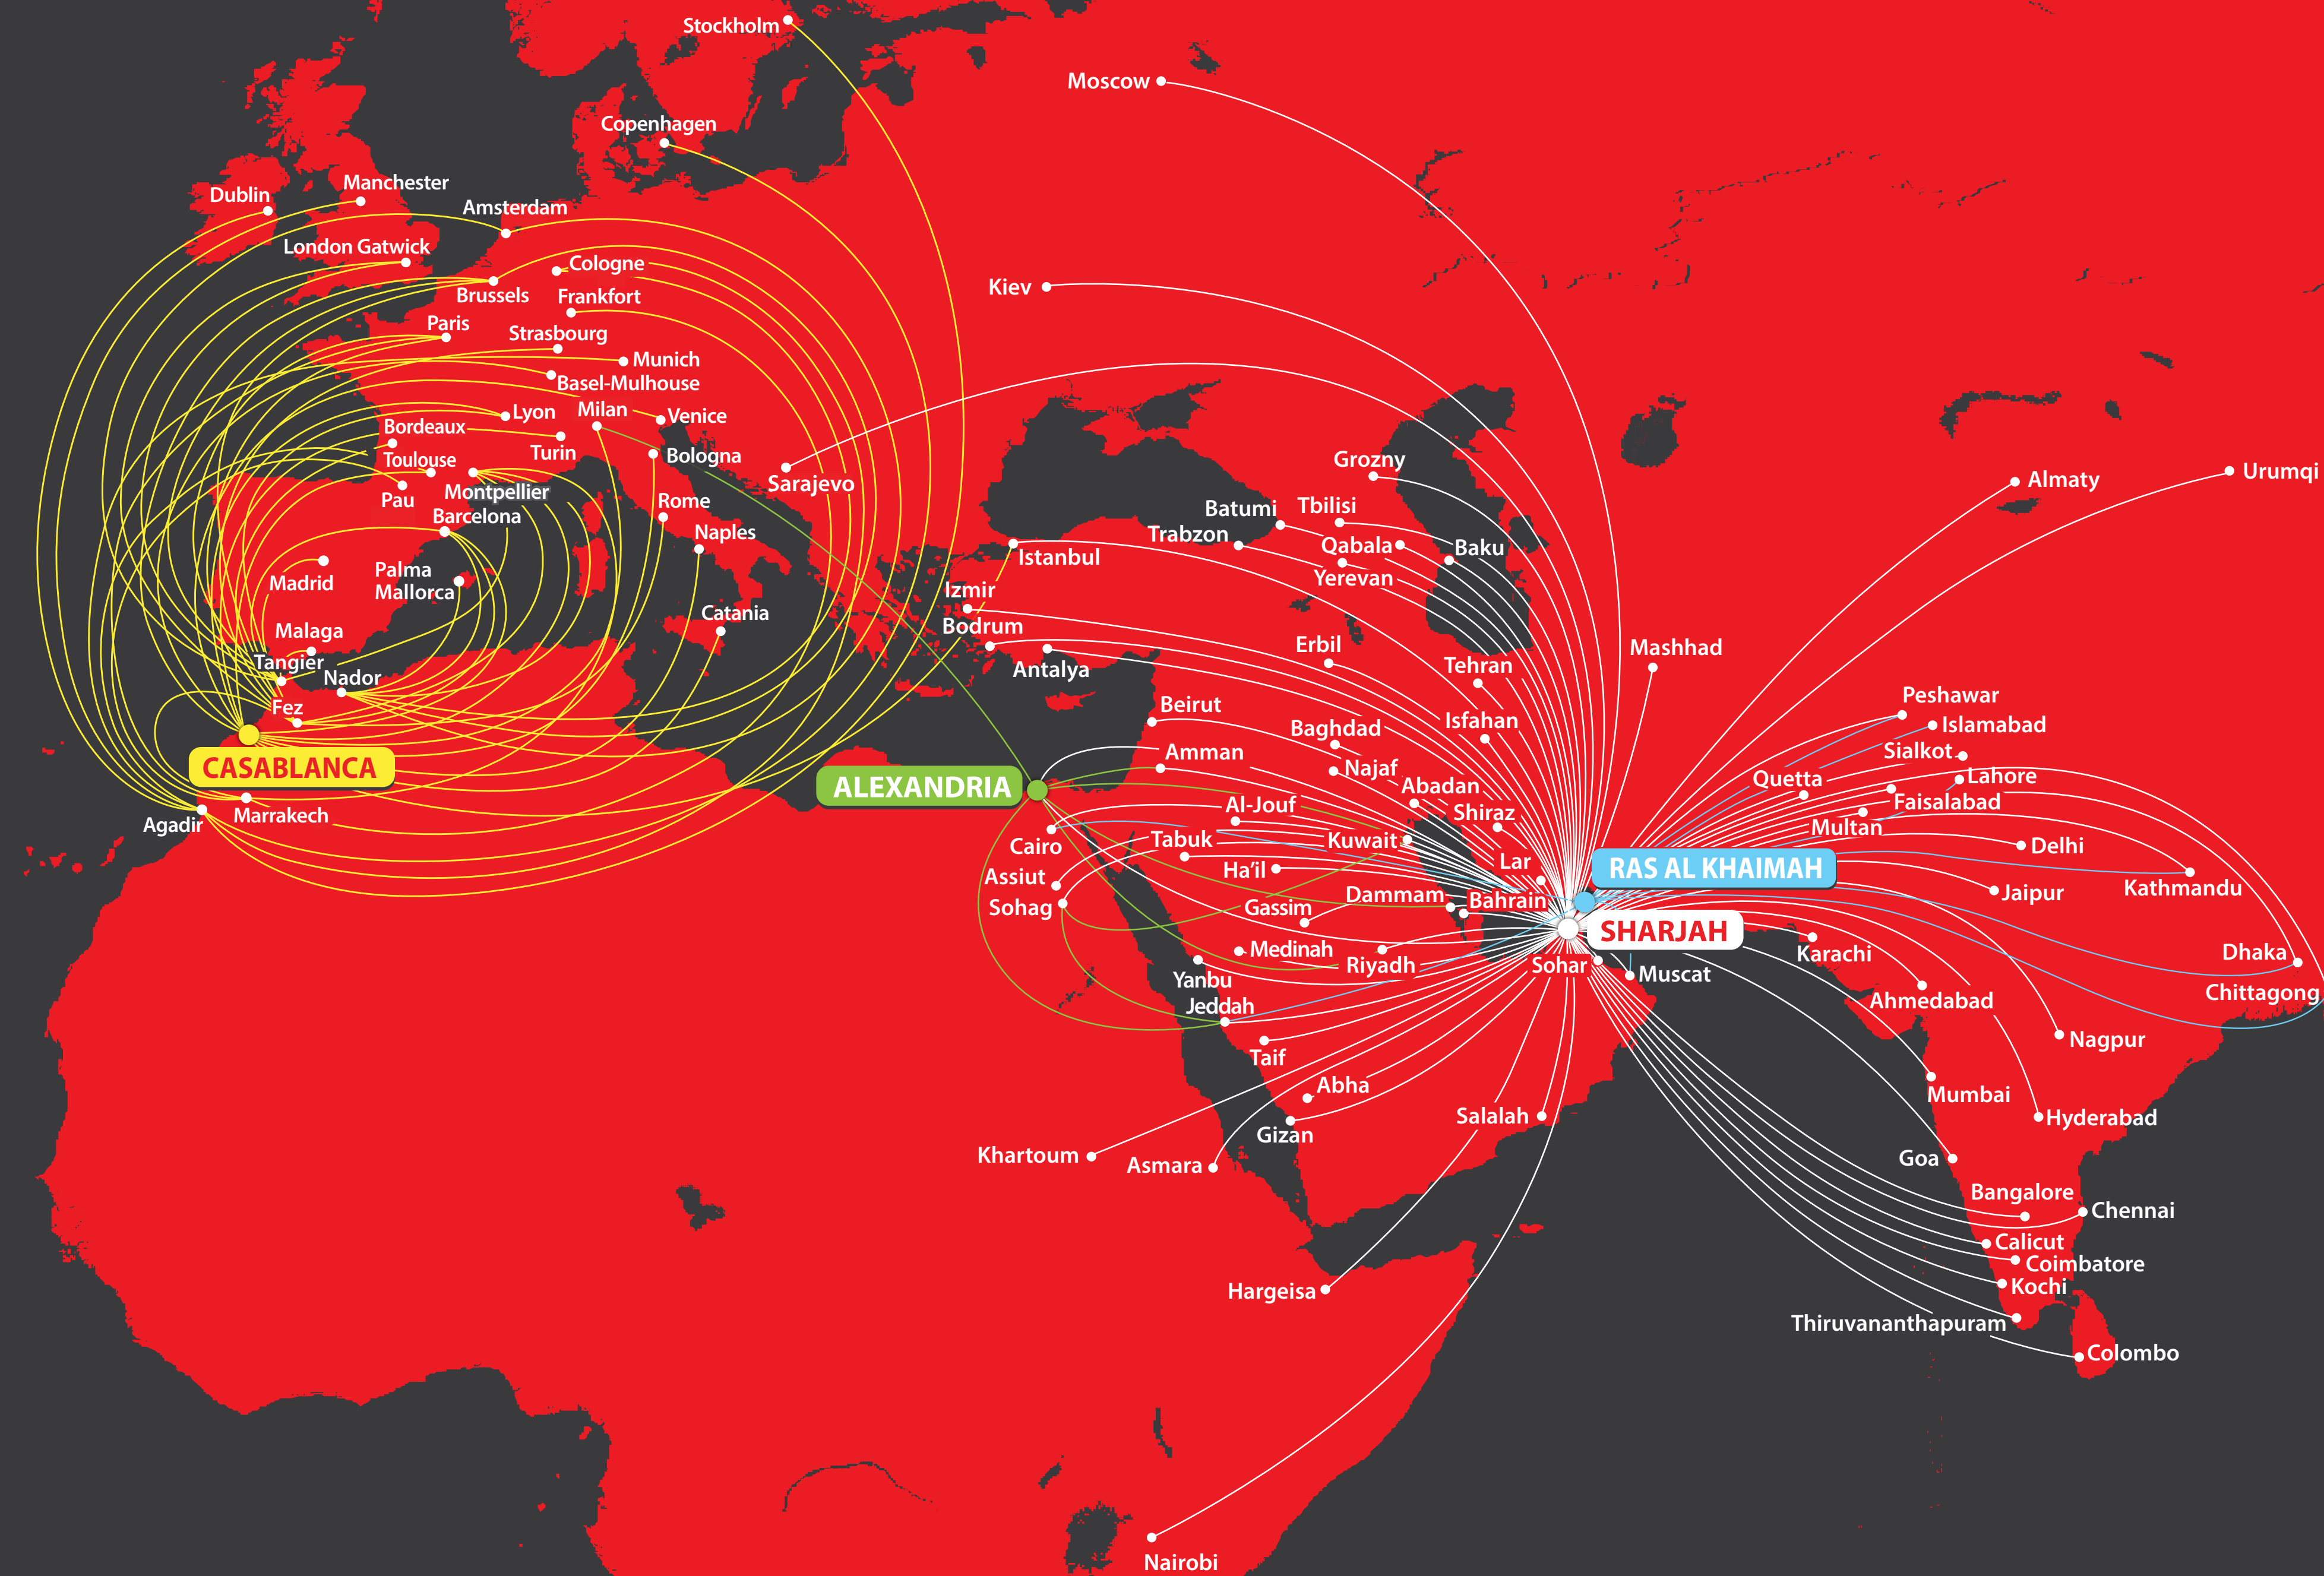 Stockholm
Moscow
Copenhagen
Manchester
Dublin
Amsterdam
London Gatwick
Cologne
Kiev
Brussels
Frankfort
Paris
Strasbourg
Munich
Basel-Mulhouse
Lyon
Milan
Venice
Bordeaux
Turin
Bologna
Toulouse
Grozny
Almaty
Urumqi
Sarajevo
Pau
Montpellier
Rome
Barcelona
Batumi
Tbilisi
Naples
Trabzon
Qabala
Baku
Istanbul
Madrid
Palma
Mallorca
Yerevan
Izmir
Catania
Bodrum
Malaga
Erbil
Mashhad
Tangier
Antalya
Tehran
Nador
Peshawar
Fez
Beirut
Isfahan
Baghdad
Islamabad
Amman
Sialkot
CASABLANCA
Najaf
Quetta
Lahore
ALEXANDRIA
Abadan
Al-Jouf
Faisalabad
Marrakech
Shiraz
Agadir
Multan
Cairo
Tabuk
Kuwait
Delhi
Lar
RAS AL KHAIMAH
Assiut
Ha’il
Kathmandu
Dammam
Jaipur
Sohag
Gassim
Bahrain
SHARJAH
Medinah
Karachi
Dhaka
Riyadh
Sohar
Muscat
Yanbu
Chittagong
Jeddah
Ahmedabad
Nagpur
Taif
Abha
Mumbai
Salalah
Hyderabad
Gizan
Khartoum
Asmara
Goa
Bangalore
Chennai
Calicut
Coimbatore
Hargeisa
Kochi
Thiruvananthapuram
Colombo
Nairobi